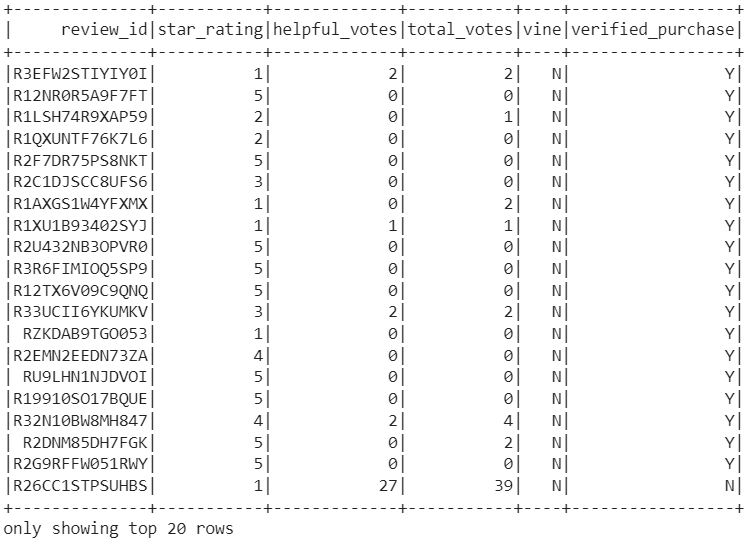 +--------------+-----------+-------------+-----------+----+-----------------+
|     review_id|star_rating|helpful_votes|total_votes|vine|verified_purchase|
+--------------+-----------+-------------+-----------+----+-----------------+
|R3EFW2STIYIY0I|          1|            2|          2|   N|                Y|
|R12NR0R5A9F7FT|          5|            0|          0|   N|                Y|
|R1LSH74R9XAP59|          2|            0|          1|   N|                Y|
|R1QXUNTF76K7L6|          2|            0|          0|   N|                Y|
|R2F7DR75PS8NKT|          5|            0|          0|   N|                Y|
|R2C1DJSCC8UFS6|          3|            0|          0|   N|                Y|
|R1AXGS1W4YFXMX|          1|            0|          2|   N|                Y|
|R1XU1B93402SYJ|          1|            1|          1|   N|                Y|
|R2U432NB3OPVR0|          5|            0|          0|   N|                Y|
|R3R6FIMIOQ5SP9|          5|            0|          0|   N|                Y|
|R12TX6V09C9QNQ|          5|            0|          0|   N|                Y|
|R33UCII6YKUMKV|          3|            2|          2|   N|                Y|
| RZKDAB9TGO053|          1|            0|          0|   N|                Y|
|R2EMN2EEDN73ZA|          4|            0|          0|   N|                Y|
| RU9LHN1NJDVOI|          5|            0|          0|   N|                Y|
|R19910SO17BQUE|          5|            0|          0|   N|                Y|
|R32N10BW8MH847|          4|            2|          4|   N|                Y|
| R2DNM85DH7FGK|          5|            0|          2|   N|                Y|
|R2G9RFFW051RWY|          5|            0|          0|   N|                Y|
|R26CC1STPSUHBS|          1|           27|         39|   N|                N|
+--------------+-----------+-------------+-----------+----+-----------------+
only showing top 20 rows